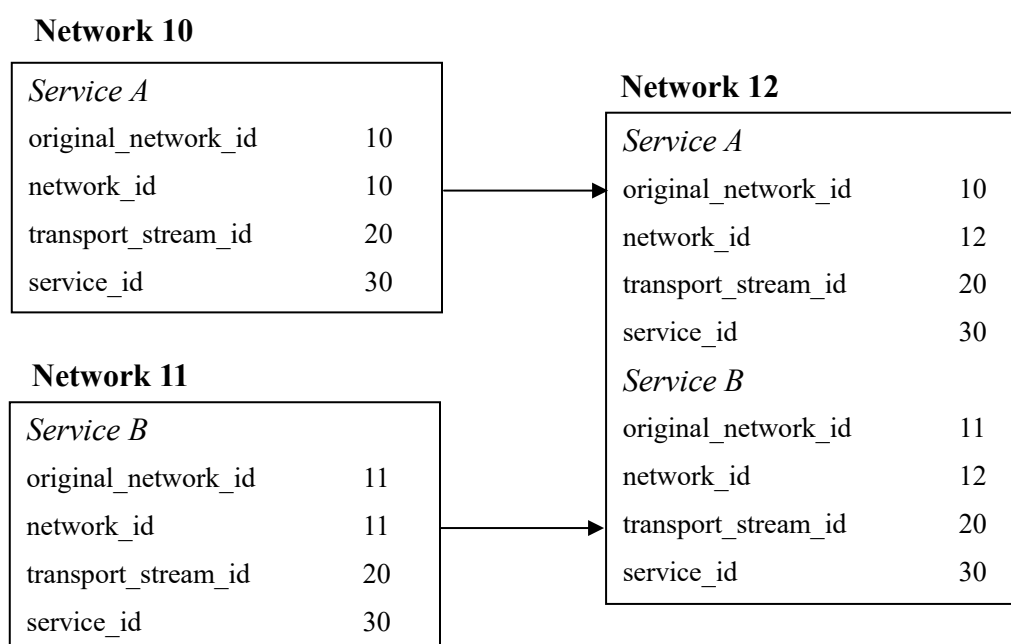 Network 10
Service A
original_network_id 10
network_id 10
transport_stream_id 20
service_id 30
Network 11
Service B
original_network_id 11
network_id 11
transport_stream_id 20
service_id 30
Network 12
Service A
original_network_id 10
network_id 12
transport_stream_id 20
service_id 30
Service B
original_network_id 11
network_id 12
transport_stream_id 20
service_id 30